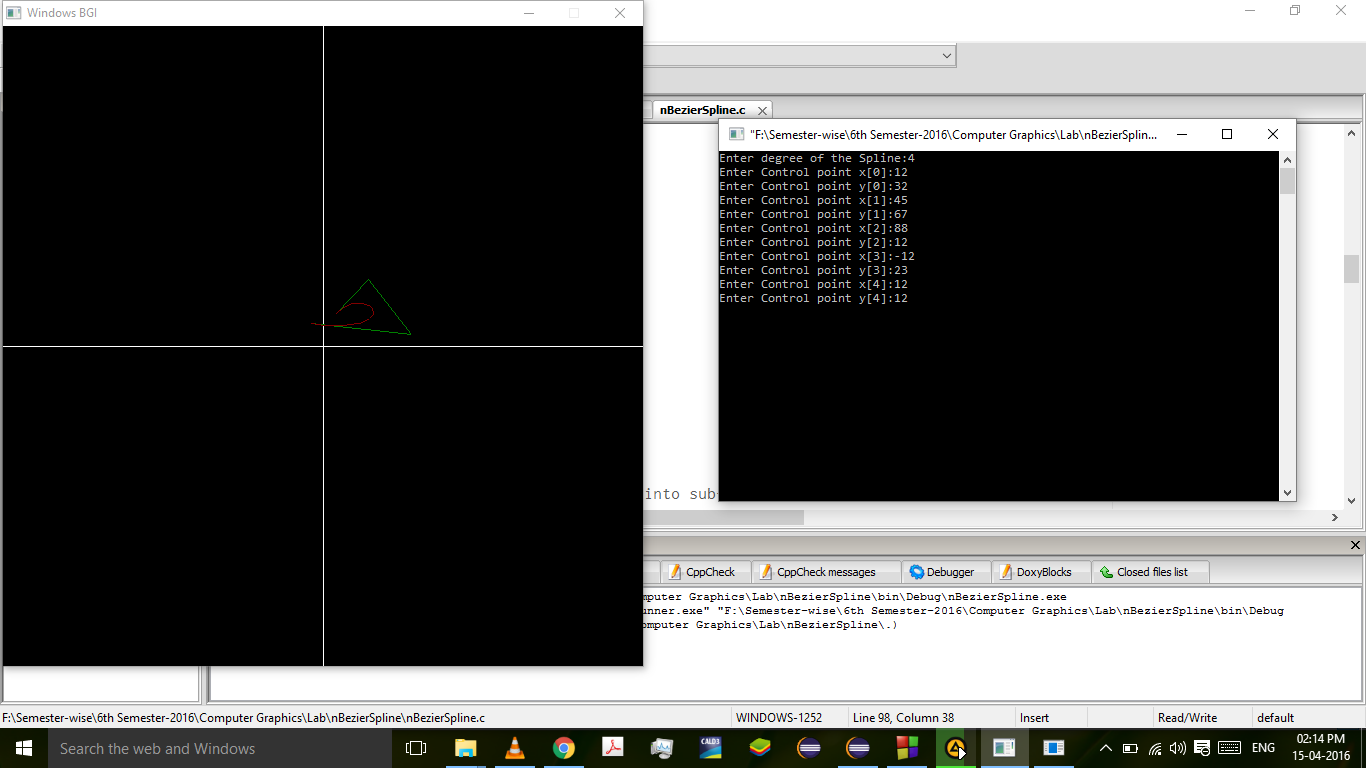 Windows BGI
nBezierSpline.c
"F:\Semester-wise\6th Semester-2016\Computer Graphics\Lab\nBezierSplin...
Enter degree of the Spline:4
Enter Control point x[0]:12
Enter Control point y[0]:32
Enter Control point x[1]:45
Enter Control point y[1]:67
Enter Control point x[2]:88
Enter Control point y[2]:12
Enter Control point x[3]:-12
Enter Control point y[3]:23
Enter Control point x[4]:12
Enter Control point y[4]:12
into sub
CppCheck
CppCheck messages
Debugger
DoxyBlocks
Closed files list
mputer Graphics\Lab\nBezierSpline\bin\Debug\nBezierSpline.exe
unner.exe" "F:\Semester-wise\6th Semester-2016\Computer Graphics\Lab\nBezierSpline\bin\Debug
omputer Graphics\Lab\nBezierSpline\.)
F:\Semester-wise\6th Semester-2016\Computer Graphics\Lab\nBezierSpline\nBezierSpline.c
WINDOWS-1252
Line 98, Column 38
Insert
Read/Write
default
Search the web and Windows
CALD3
ENG
02:14 PM
15-04-2016